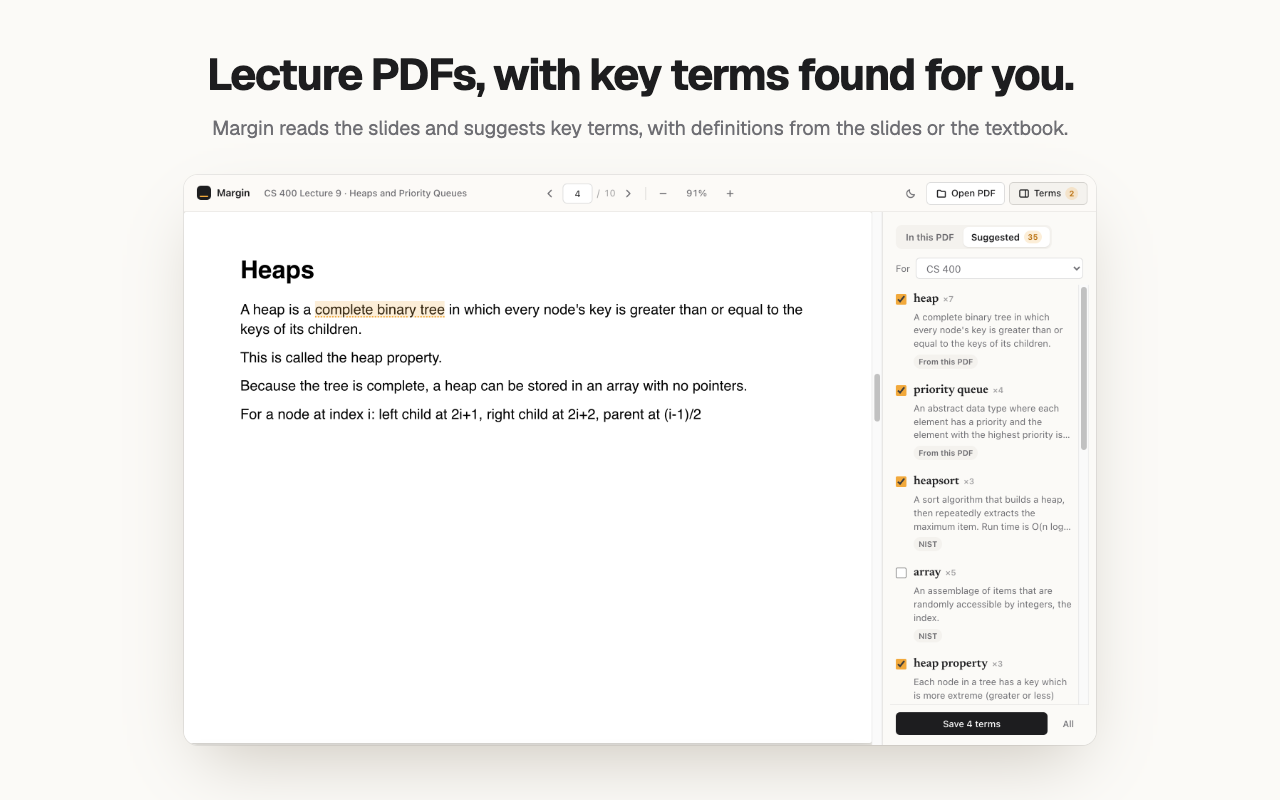 Lecture PDFs, with key terms found for you.
Margin reads the slides and suggests key terms, with definitions from the slides or the textbook.
Margin CS 400 Lecture 9 · Heaps and Priority Queues 4 / 10 − 91% + Open PDF Terms 2
In this PDF Suggested 35
For CS 400
Heaps
A heap is a complete binary tree in which every node's key is greater than or equal to the
keys of its children.
This is called the heap property.
Because the tree is complete, a heap can be stored in an array with no pointers.
For a node at index i: left child at 2i+1, right child at 2i+2, parent at (i-1)/2
heap ×7
A complete binary tree in which
every node's key is greater than or
equal to the keys of its children.
From this PDF
priority queue ×4
An abstract data type where each
element has a priority and the
element with the highest priority is...
From this PDF
heapsort ×3
A sort algorithm that builds a heap,
then repeatedly extracts the
maximum item. Run time is O(n log...
NIST
array ×5
An assemblage of items that are
randomly accessible by integers, the
index.
NIST
heap property ×3
Each node in a tree has a key which
is more extreme (greater or less)
Save 4 terms All